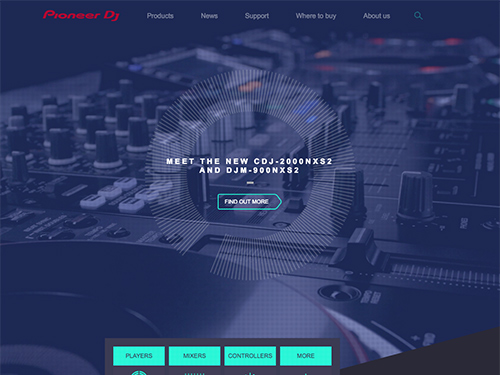 Pioneer Dj
Products
News
Support
Where to buy
About us
MEET THE NEW CDJ-2000NXS2
AND DJM-900NXS2
FIND OUT MORE
PLAYERS
MIXERS
CONTROLLERS
MORE